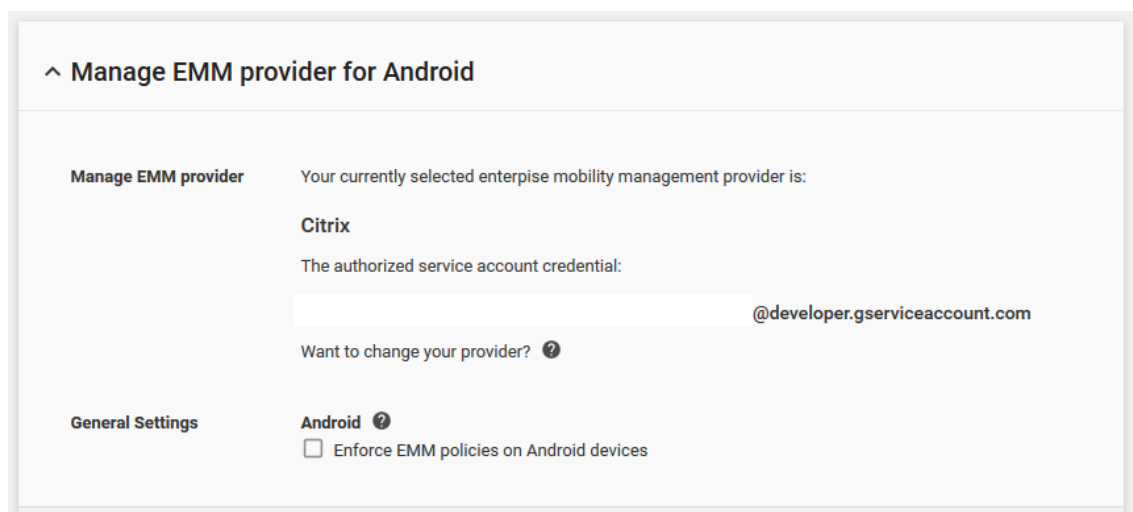 Manage EMM provider for Android
Manage EMM provider
Your currently selected enterpise mobility management provider is:
Citrix
The authorized service account credential:
@developer.gserviceaccount.com
Want to change your provider? ?
General Settings
Android ?
Enforce EMM policies on Android devices